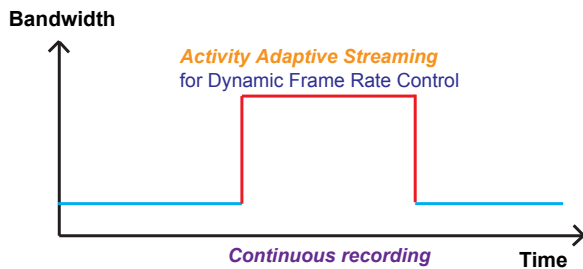 Bandwidth
Activity Adaptive Streaming
for Dynamic Frame Rate Control
Continuous recording
Time